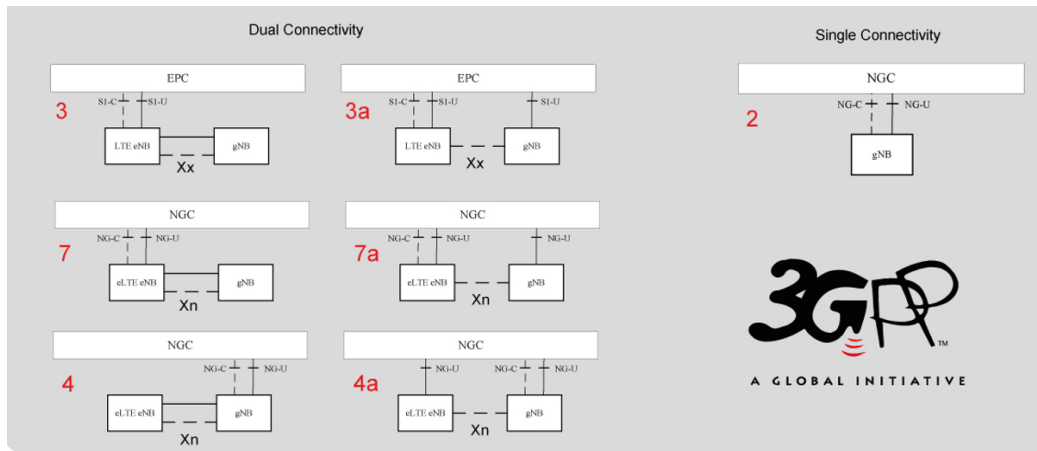 Dual Connectivity
Single Connectivity
EPC
S1-C S1-U
3
LTE eNB gNB
Xx
EPC
S1-C S1-U S1-U
3a
LTE eNB gNB
Xx
NGC
NG-C NG-U
2
gNB
NGC
NG-C NG-U
7
eLTE eNB gNB
Xn
NGC
NG-C NG-U NG-U
7a
eLTE eNB gNB
Xn
NGC
NG-C NG-U
4
eLTE eNB gNB
Xn
NGC
NG-U NG-C NG-U
4a
eLTE eNB gNB
Xn
3GPP TM
A GLOBAL INITIATIVE